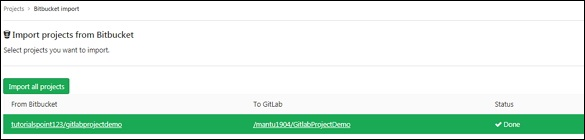 Projects > Bitbucket import
Import projects from Bitbucket
Select projects you want to import.
Import all projects
From Bitbucket To GitLab Status
tutorialspoint123/gitlabprojectdemo /mantu1904/GitlabProjectDemo ✔ Done